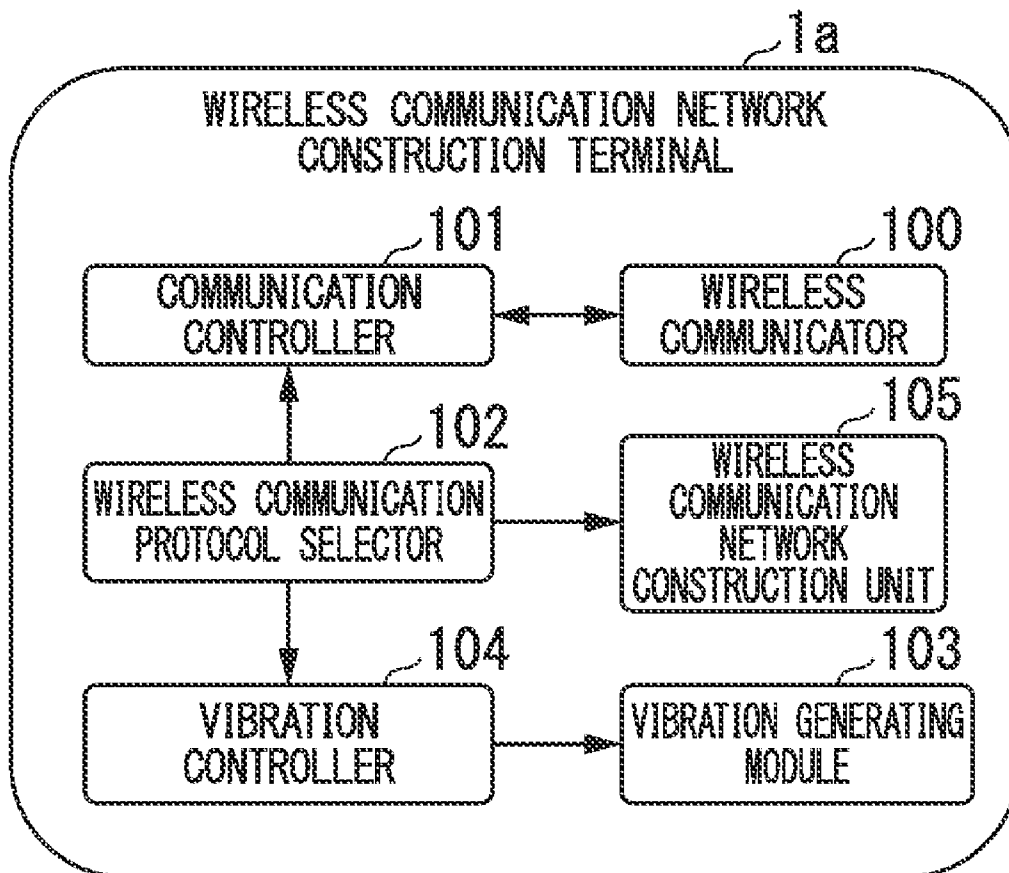 1a
WIRELESS COMMUNICATION NETWORK
CONSTRUCTION TERMINAL
101
COMMUNICATION
CONTROLLER
100
WIRELESS
COMMUNICATOR
102
WIRELESS COMMUNICATION
PROTOCOL SELECTOR
105
WIRELESS
COMMUNICATION
NETWORK
CONSTRUCTION UNIT
104
VIBRATION
CONTROLLER
103
VIBRATION GENERATING
MODULE